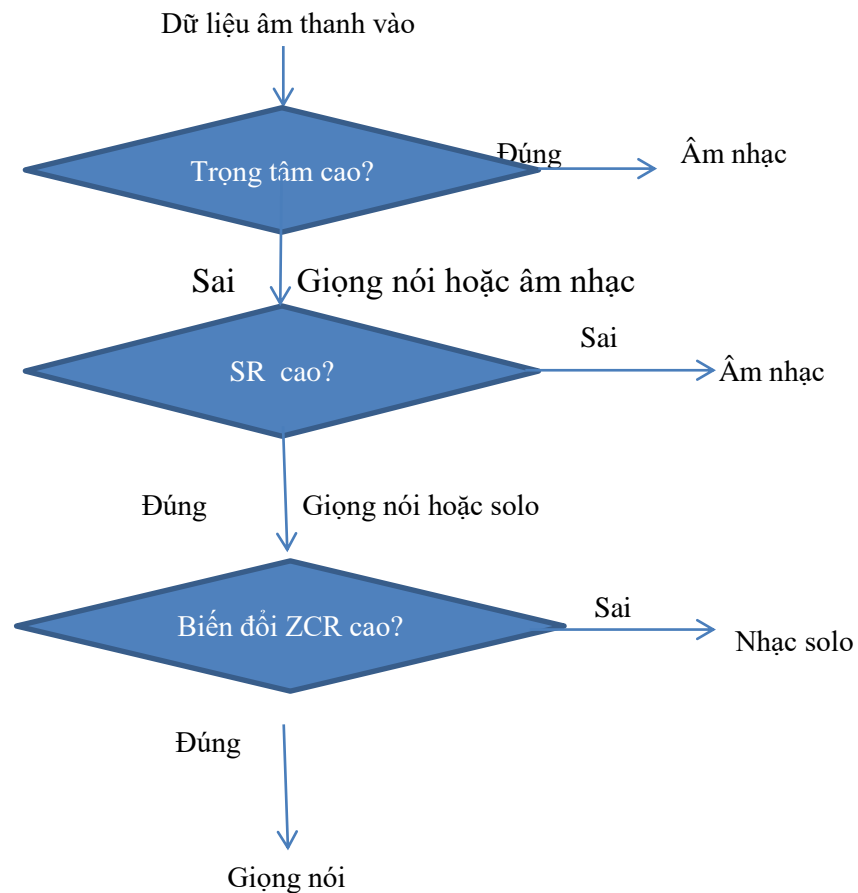 Dữ liệu âm thanh vào
Trọng tâm cao?
Đúng
Âm nhạc
Sai
Giọng nói hoặc âm nhạc
SR cao?
Sai
Âm nhạc
Đúng
Giọng nói hoặc solo
Biến đổi ZCR cao?
Sai
Nhạc solo
Đúng
Giọng nói